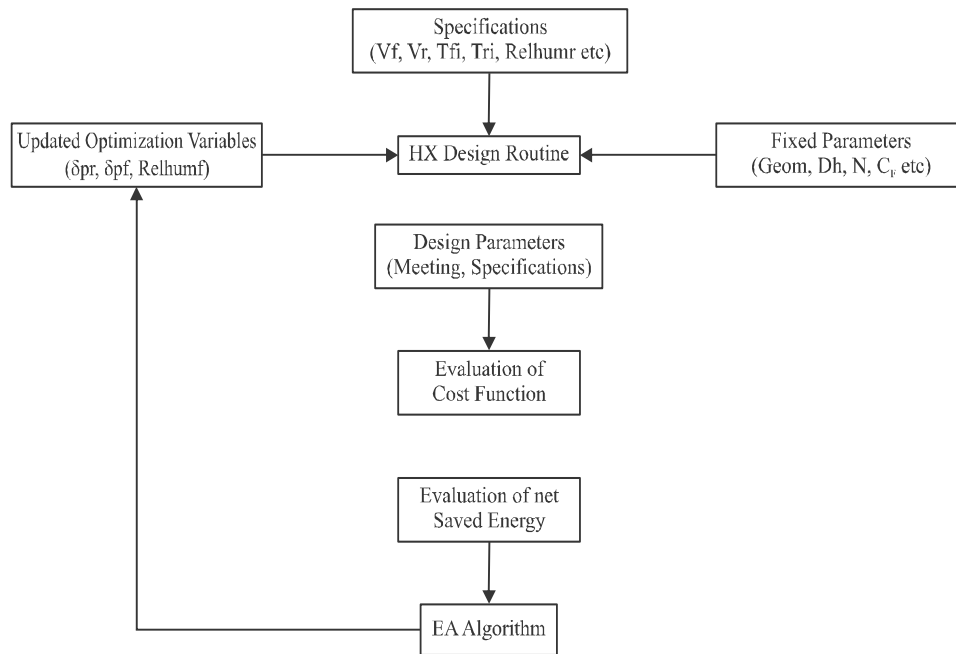 Specifications
(Vf, Vr, Tfi, Tri, Relhumr etc)
Updated Optimization Variables
(δpr, δpf, Relhumf)
HX Design Routine
Fixed Parameters
(Geom, Dh, N, C_F etc)
Design Parameters
(Meeting, Specifications)
Evaluation of
Cost Function
Evaluation of net
Saved Energy
EA Algorithm